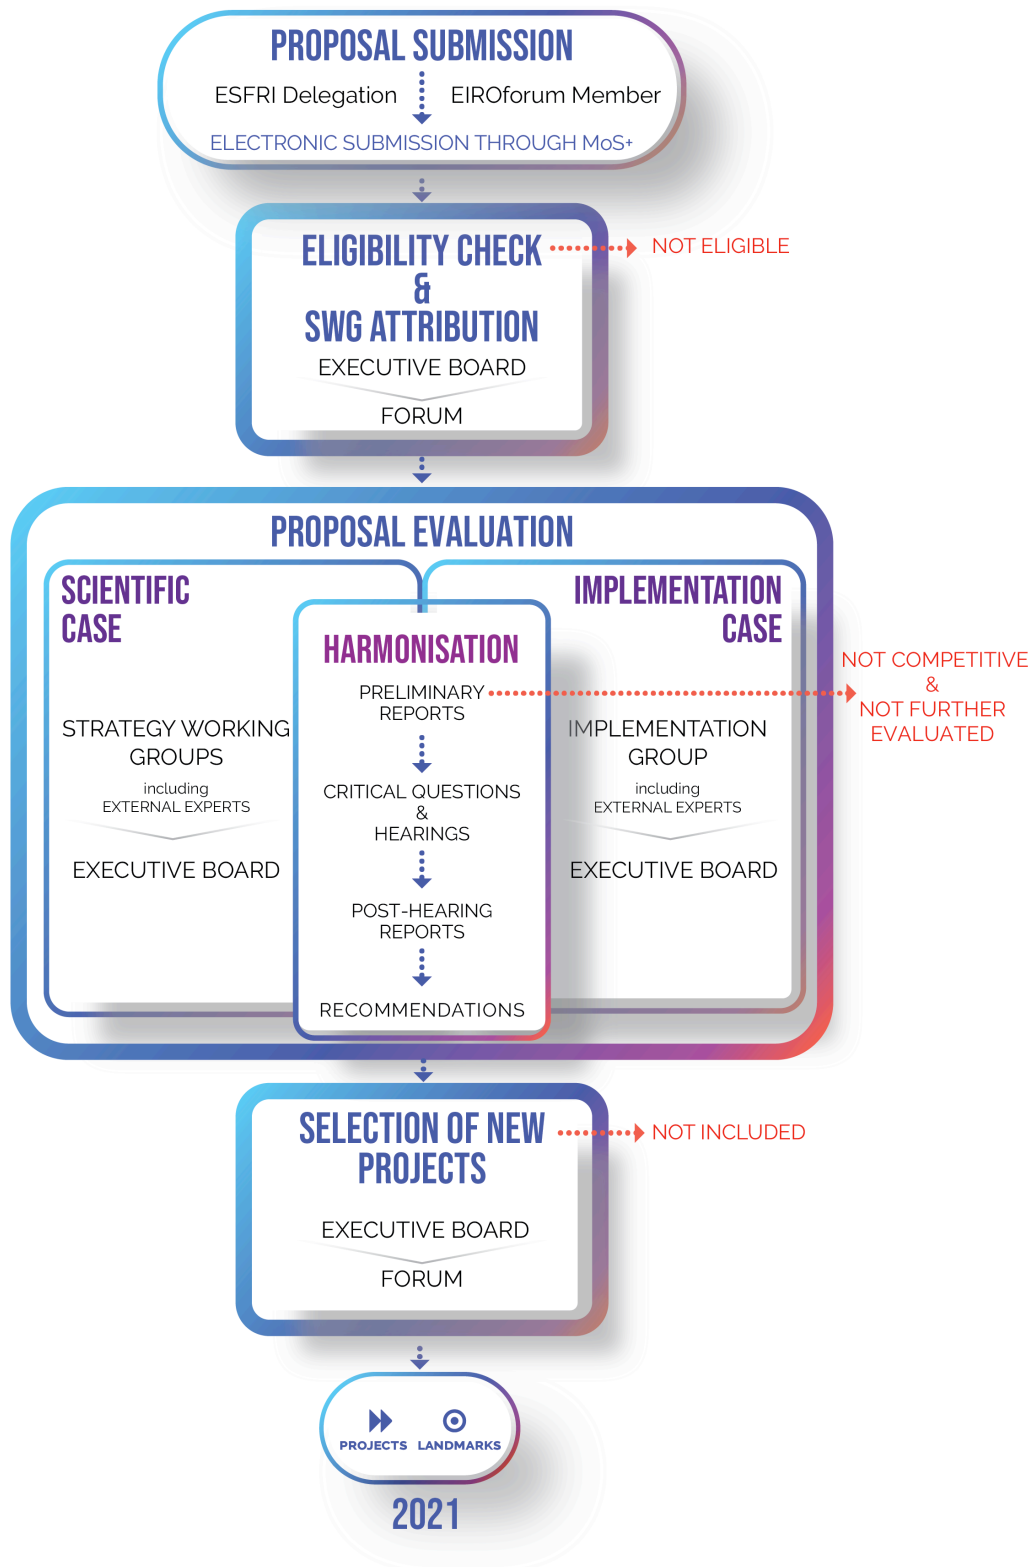 PROPOSAL SUBMISSION
ESFRI Delegation
EIROforum Member
ELECTRONIC SUBMISSION THROUGH MoS+
ELIGIBILITY CHECK
&
SWG ATTRIBUTION
NOT ELIGIBLE
EXECUTIVE BOARD
FORUM
PROPOSAL EVALUATION
SCIENTIFIC
CASE
STRATEGY WORKING
GROUPS
including
EXTERNAL EXPERTS
EXECUTIVE BOARD
HARMONISATION
PRELIMINARY
REPORTS
CRITICAL QUESTIONS
&
HEARINGS
POST-HEARING
REPORTS
RECOMMENDATIONS
IMPLEMENTATION
CASE
IMPLEMENTATION
GROUP
including
EXTERNAL EXPERTS
EXECUTIVE BOARD
NOT COMPETITIVE
&
NOT FURTHER
EVALUATED
SELECTION OF NEW
PROJECTS
NOT INCLUDED
EXECUTIVE BOARD
FORUM
PROJECTS
LANDMARKS
2021